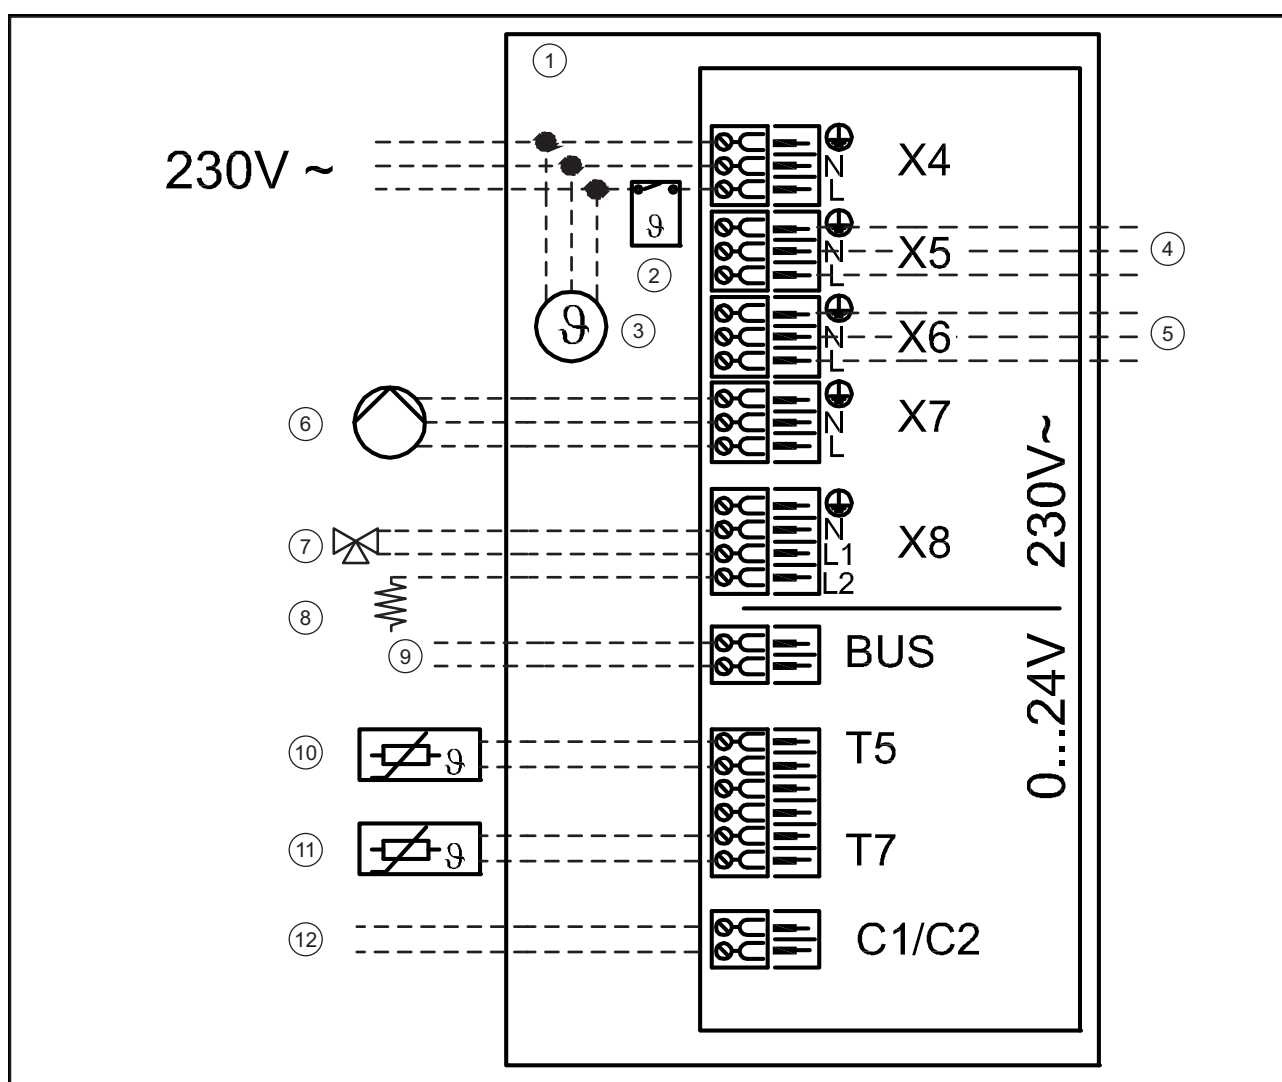 1
230V ~
N
L
X4
ϑ
2
N
L
X5
4
ϑ
3
N
L
X6
5
6
N
L
X7
230V~
7
N
L1
L2
X8
8
9
BUS
0...24V
10
ϑ
T5
11
ϑ
T7
12
C1/C2